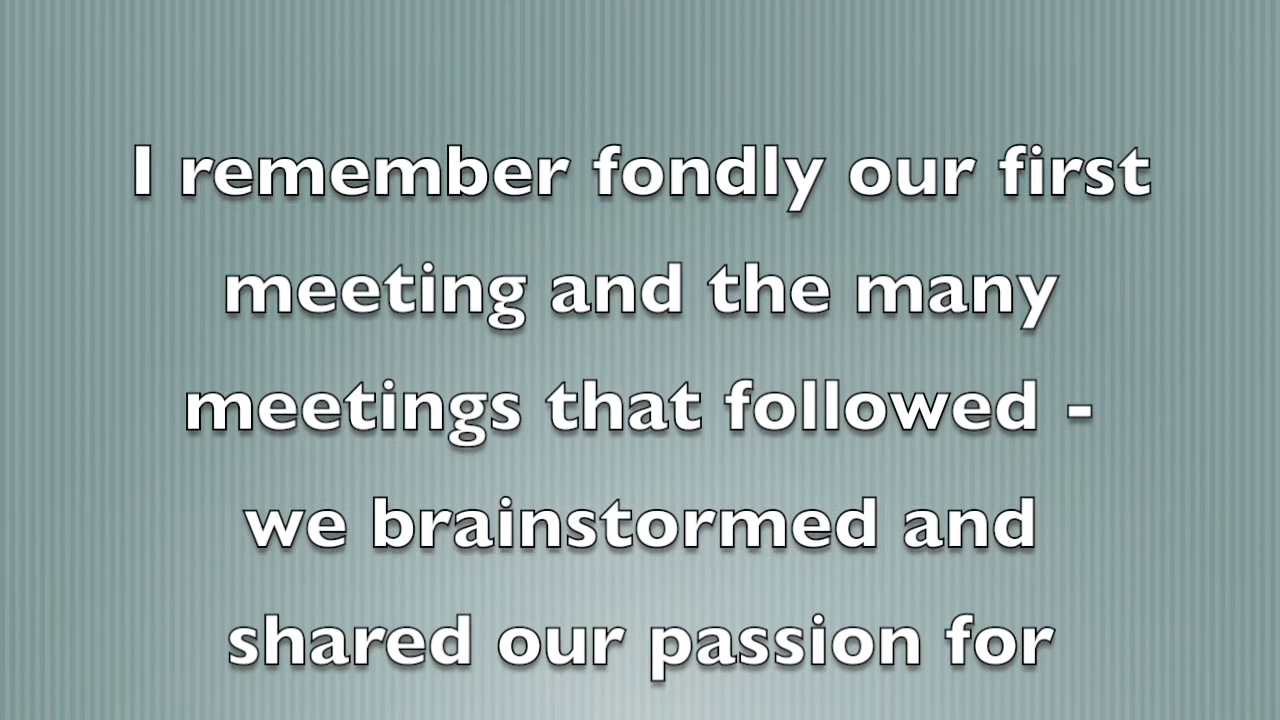 I remember fondly our first
meeting and the many
meetings that followed -
we brainstormed and
shared our passion for